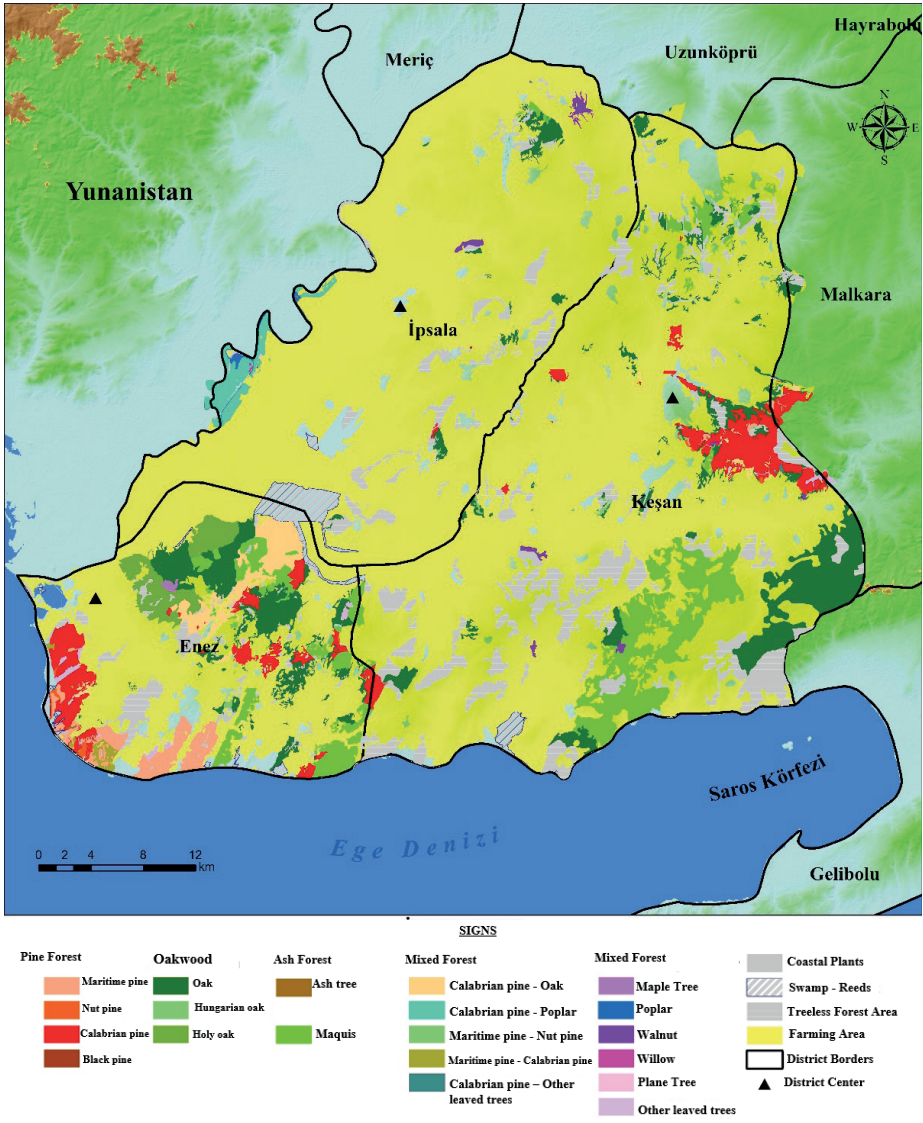 Hayrabolu
Uzunköprü
Meriç
N
W E
S
Yunanistan
Malkara
İpsala
Keşan
Enez
Saros Körfezi
Ege Denizi
0 2 4 8 12
km
Gelibolu
SIGNS
Pine Forest
Maritime pine
Nut pine
Calabrian pine
Black pine
Oakwood
Oak
Hungarian oak
Holy oak
Ash Forest
Ash tree
Maquis
Mixed Forest
Calabrian pine - Oak
Calabrian pine - Poplar
Maritime pine - Nut pine
Maritime pine - Calabrian pine
Calabrian pine – Other
leaved trees
Mixed Forest
Maple Tree
Poplar
Walnut
Willow
Plane Tree
Other leaved trees
Coastal Plants
Swamp - Reeds
Treeless Forest Area
Farming Area
District Borders
District Center